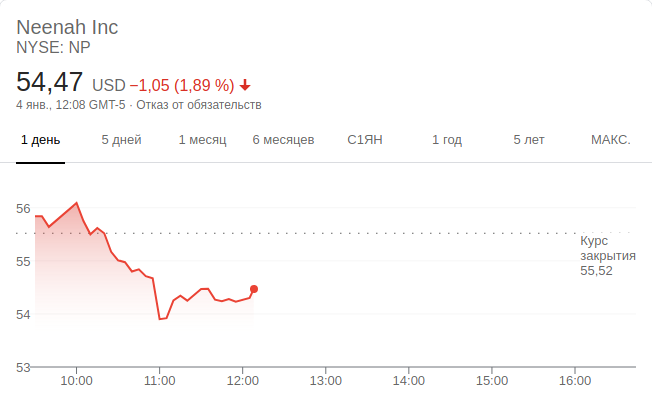 Neenah Inc
NYSE: NP
54,47 USD −1,05 (1,89 %)
4 янв., 12:08 GMT-5 · Отказ от обязательств
1 день 5 дней 1 месяц 6 месяцев С1ЯН 1 год 5 лет МАКС.
56
Курс
закрытия
55,52
55
54
53
10:00 11:00 12:00 13:00 14:00 15:00 16:00